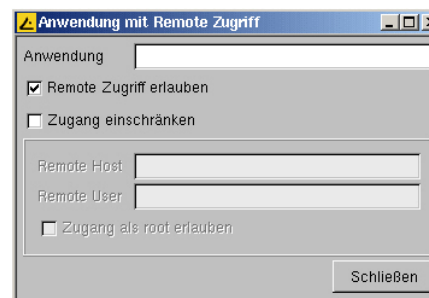 Anwendung mit Remote Zugriff
Anwendung
Remote Zugriff erlauben
Zugang einschränken
Remote Host
Remote User
Zugang als root erlauben
Schließen